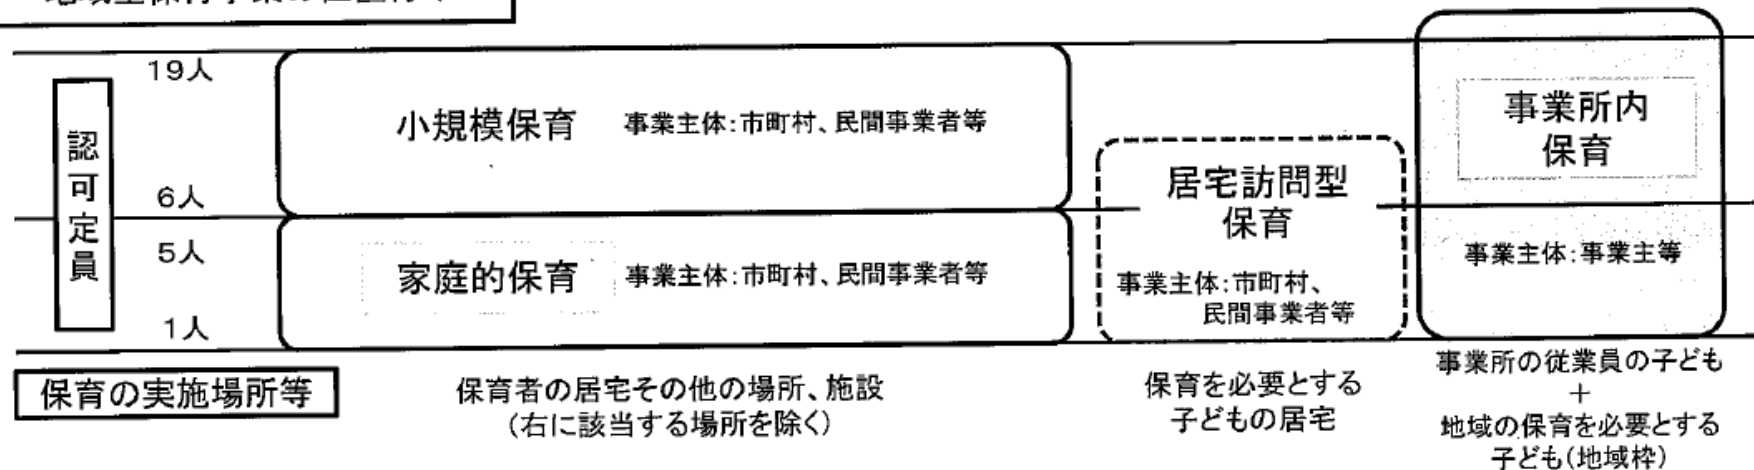 19人
認可定員
小規模保育 事業主体:市町村、民間事業者等
6人
5人
家庭的保育 事業主体:市町村、民間事業者等
1人
居宅訪問型
保育
事業主体:市町村、
民間事業者等
事業所内
保育
事業主体:事業主等
保育の実施場所等
保育者の居宅その他の場所、施設
(右に該当する場所を除く)
保育を必要とする
子どもの居宅
事業所の従業員の子ども
+
地域の保育を必要とする
子ども(地域枠)